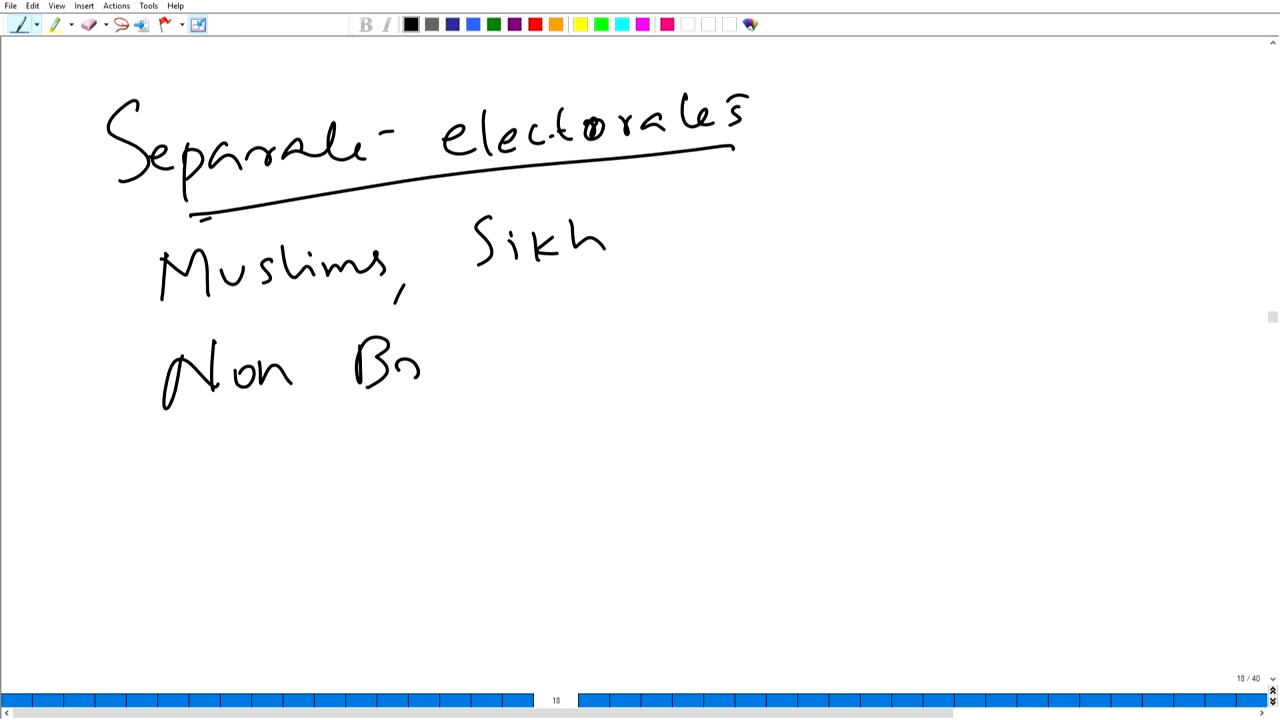 File Edit View Insert Actions Tools Help
B I
Separate electorates
Muslims, Sikh
Non
18 / 40
18